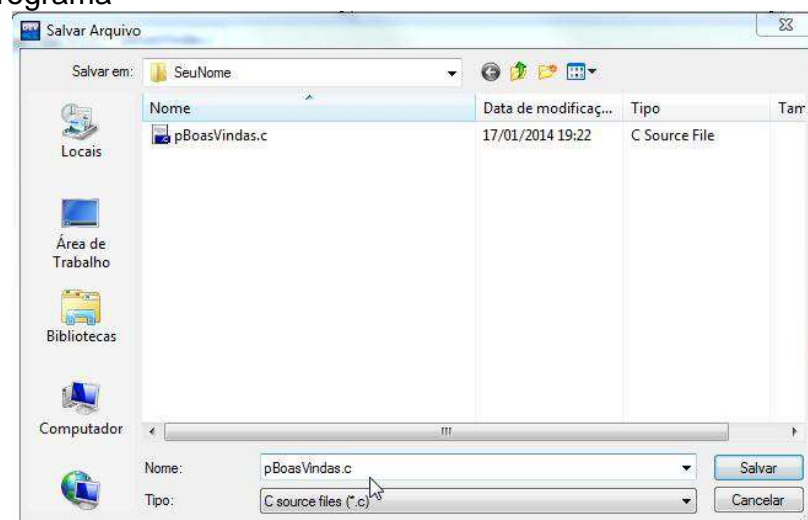 rograma
Salvar Arquivo
Salvar em: SeuNome
Nome Data de modificaç... Tipo Tam
pBoasVindas.c 17/01/2014 19:22 C Source File
Locais
Área de
Trabalho
Bibliotecas
Computador
Nome: pBoasVindas.c Salvar
Tipo: C source files (*.c) Cancelar